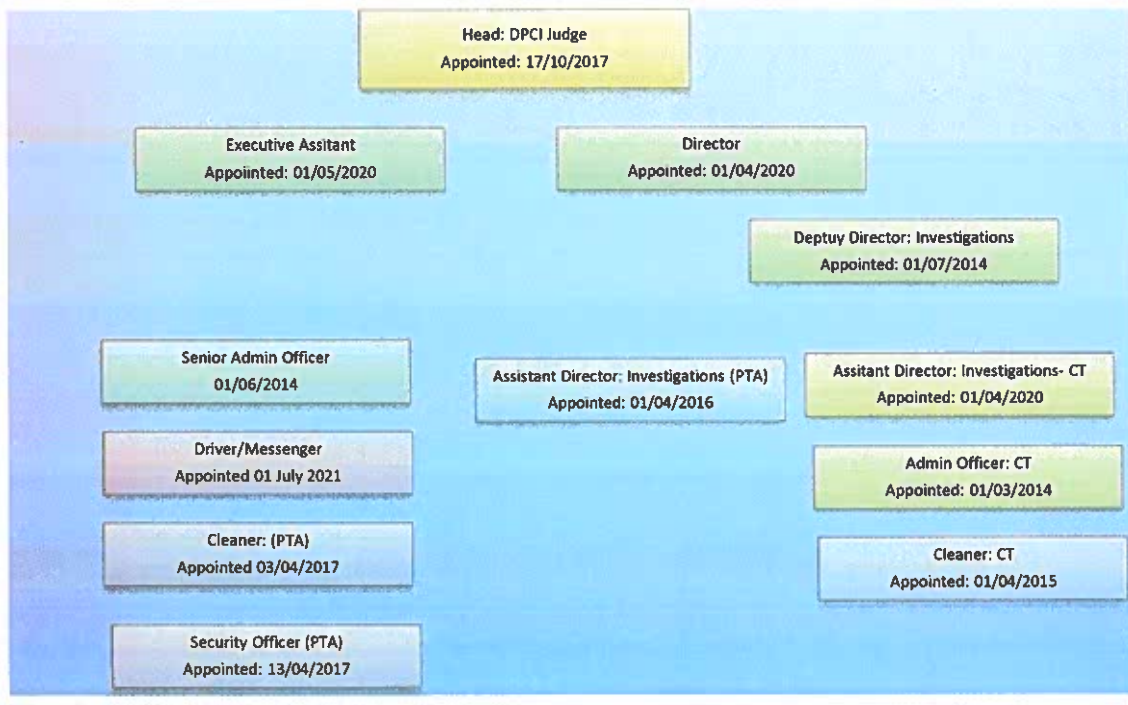 Head: DPCI Judge
Appointed: 17/10/2017
Executive Assitant
Appoiinted: 01/05/2020
Director
Appointed: 01/04/2020
Deptuy Director: Investigations
Appointed: 01/07/2014
Senior Admin Officer
01/06/2014
Assistant Director: Investigations (PTA)
Appointed: 01/04/2016
Assitant Director: Investigations- CT
Appointed: 01/04/2020
Driver/Messenger
Appointed 01 July 2021
Admin Officer: CT
Appointed: 01/03/2014
Cleaner: (PTA)
Appointed 03/04/2017
Cleaner: CT
Appointed: 01/04/2015
Security Officer (PTA)
Appointed: 13/04/2017